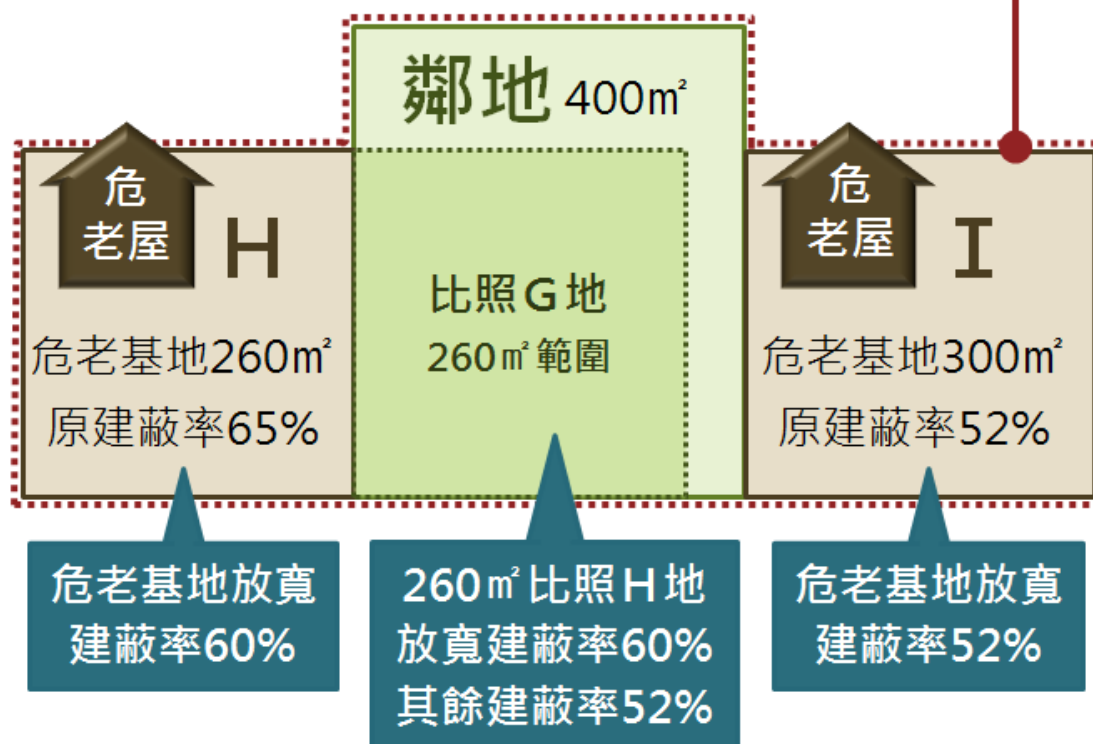 鄰地 400㎡
危
老屋
H
危老基地260㎡
原建蔽率65%
比照G地
260㎡範圍
危
老屋
I
危老基地300㎡
原建蔽率52%
危老基地放寬
建蔽率60%
260㎡比照H地
放寬建蔽率60%
其餘建蔽率52%
危老基地放寬
建蔽率52%